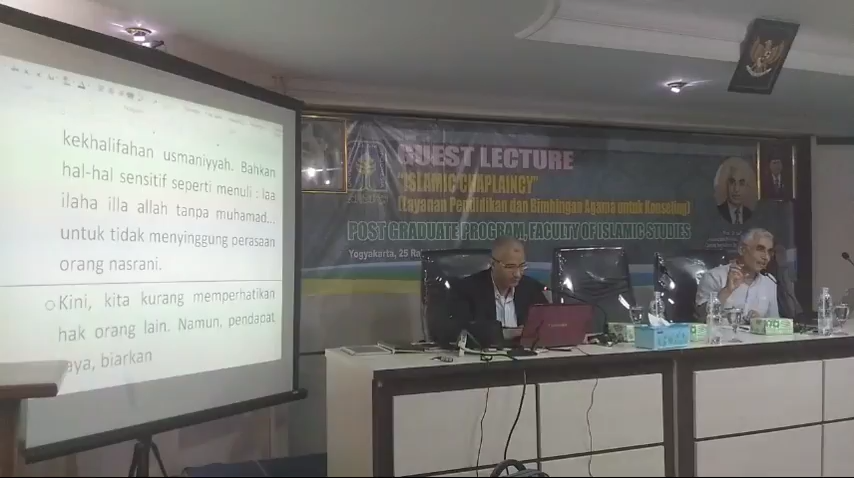 kekhalifahan usmaniyyah. Bahkan
hal-hal sensitif seperti menuli : laa
ilaha illa allah tanpa muhamad...
untuk tidak menyinggung perasaan
orang nasrani.
Kini, kita kurang memperhatikan
hak orang lain. Namun, pendapat
aya, biarkan
GUEST LECTURE
"ISLAMIC CHAPLAINCY"
(Layanan Pendidikan dan Bimbingan Agama untuk Konseling)
POST GRADUATE PROGRAM, FACULTY OF ISLAMIC STUDIES
Yogyakarta, 25